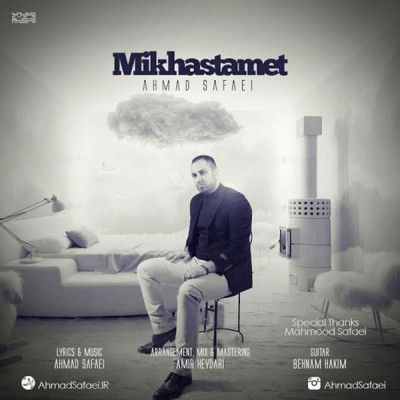 Mikhastamet
AHMAD SAFAEI
Special Thanks
Mahmood Safaei
LYRICS & MUSIC
AHMAD SAFAEI
ARRANGEMENT, MIX & MASTERING
AMIR HEYDARI
GUITAR
BEHNAM HAKIM
AhmadSafaei.IR
AhmadSafaei